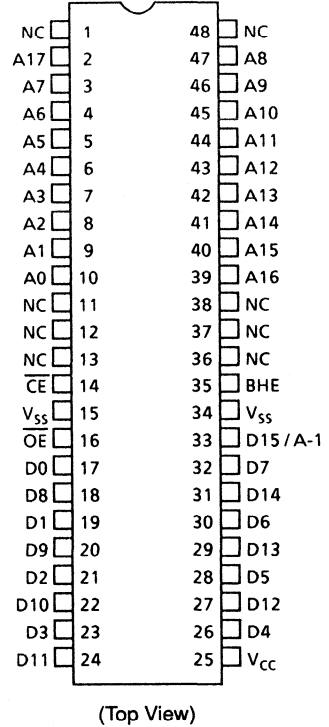 NC 1 48 NC
A17 2 47 A8
A7 3 46 A9
A6 4 45 A10
A5 5 44 A11
A4 6 43 A12
A3 7 42 A13
A2 8 41 A14
A1 9 40 A15
A0 10 39 A16
NC 11 38 NC
NC 12 37 NC
NC 13 36 NC
C̅E̅ 14 35 BHE
VSS 15 34 VSS
O̅E̅ 16 33 D15 / A-1
D0 17 32 D7
D8 18 31 D14
D1 19 30 D6
D9 20 29 D13
D2 21 28 D5
D10 22 27 D12
D3 23 26 D4
D11 24 25 VCC
(Top View)